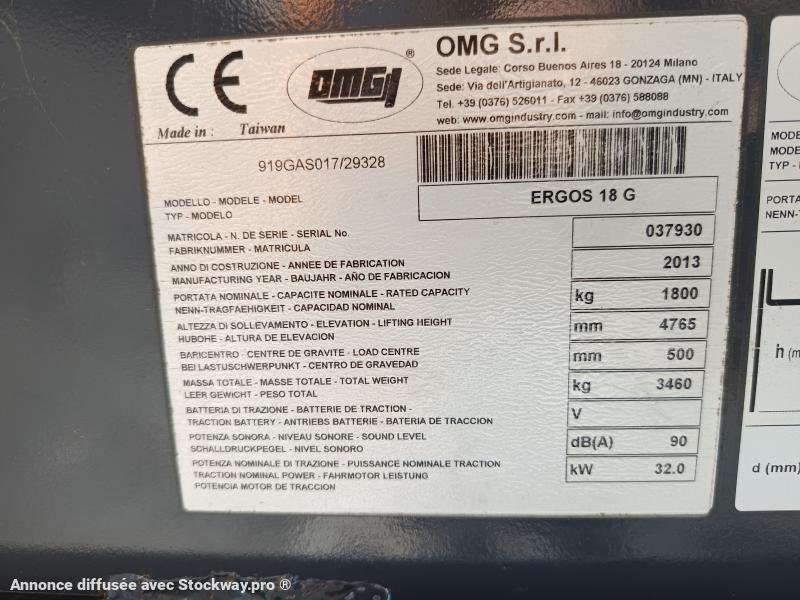 CE
OMG ®
OMG S.r.l.
Sede Legale: Corso Buenos Aires 18 - 20124 Milano
Sede: Via dell'Artigianato, 12 - 46023 GONZAGA (MN) - ITALY
Tel. +39 (0376) 526011 - Fax +39 (0376) 588088
web: www.omgindustry.com - mail: info@omgindustry.com
Made in : Taiwan
919GAS017/29328
MODELLO - MODELE - MODEL
TYP - MODELO
ERGOS 18 G
MATRICOLA - N. DE SERIE - SERIAL No.
FABRIKNUMMER - MATRICULA
037930
ANNO DI COSTRUZIONE - ANNEE DE FABRICATION
MANUFACTURING YEAR - BAUJAHR - AÑO DE FABRICACION
2013
PORTATA NOMINALE - CAPACITE NOMINALE - RATED CAPACITY
NENN-TRAGFAEHIGKEIT - CAPACIDAD NOMINAL
kg 1800
ALTEZZA DI SOLLEVAMENTO - ELEVATION - LIFTING HEIGHT
HUBOHE - ALTURA DE ELEVACION
mm 4765
BARICENTRO - CENTRE DE GRAVITE - LOAD CENTRE
BEI LASTUSCHWERPUNKT - CENTRO DE GRAVEDAD
mm 500
MASSA TOTALE - MASSE TOTALE - TOTAL WEIGHT
LEER GEWICHT - PESO TOTAL
kg 3460
BATTERIA DI TRAZIONE - BATTERIE DE TRACTION -
TRACTION BATTERY - ANTRIEBS BATTERIE - BATERIA DE TRACCION
V
POTENZA SONORA - NIVEAU SONORE - SOUND LEVEL
SCHALLDRUCKPEGEL - NIVEL SONORO
dB(A) 90
POTENZA NOMINALE DI TRAZIONE - PUISSANCE NOMINALE TRACTION
TRACTION NOMINAL POWER - FAHRMOTOR LEISTUNG
POTENCIA MOTOR DE TRACCION
kW 32.0
MODE
MODE
TYP -
PORTA
NENN-T
h (m
d (mm)
Annonce diffusée avec Stockway.pro ®